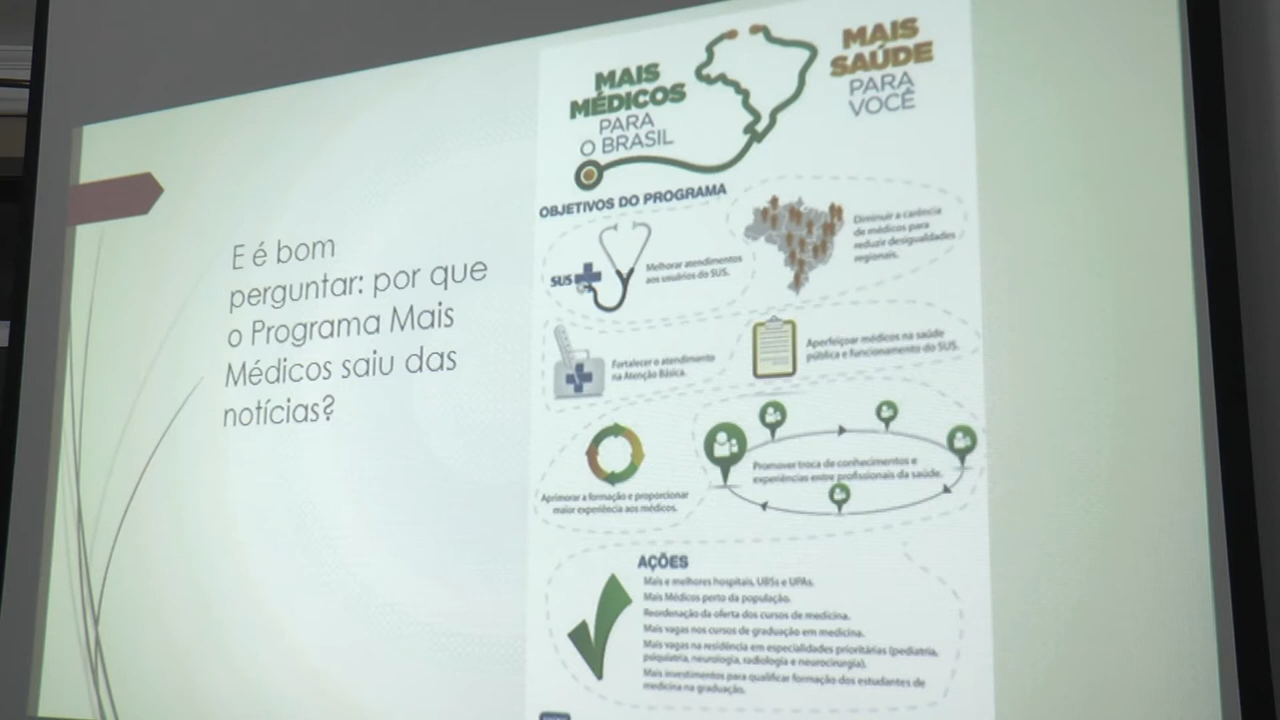 E é bom
perguntar: por que
o Programa Mais
Médicos saiu das
notícias?
MAIS
MÉDICOS
PARA
O BRASIL
MAIS
SAÚDE
PARA
VOCÊ
OBJETIVOS DO PROGRAMA
SUS
Melhorar atendimentos
aos usuários do SUS.
Diminuir a carência
de médicos para
reduzir desigualdades
regionais.
Fortalecer o atendimento
na Atenção Básica.
Aperfeiçoar médicos na saúde
pública e funcionamento do SUS.
Aprimorar a formação e proporcionar
maior experiência aos médicos.
Promover troca de conhecimentos e
experiências entre profissionais da saúde.
AÇÕES
Mais e melhores hospitais, UBSs e UPAs.
Mais Médicos perto da população.
Reordenação da oferta dos cursos de medicina.
Mais vagas nos cursos de graduação em medicina.
Mais vagas na residência em especialidades prioritárias (pediatria,
psiquiatria, neurologia, radiologia e neurocirurgia).
Mais investimentos para qualificar formação dos estudantes de
medicina na graduação.